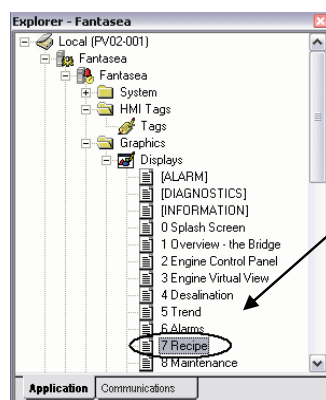 Explorer - Fantasea
Local (PV02-001)
Fantasea
Fantasea
System
HMI Tags
Tags
Graphics
Displays
[ALARM]
[DIAGNOSTICS]
[INFORMATION]
0 Splash Screen
1 Overview - the Bridge
2 Engine Control Panel
3 Engine Virtual View
4 Desalination
5 Trend
6 Alarms
7 Recipe
8 Maintenance
Application Communications